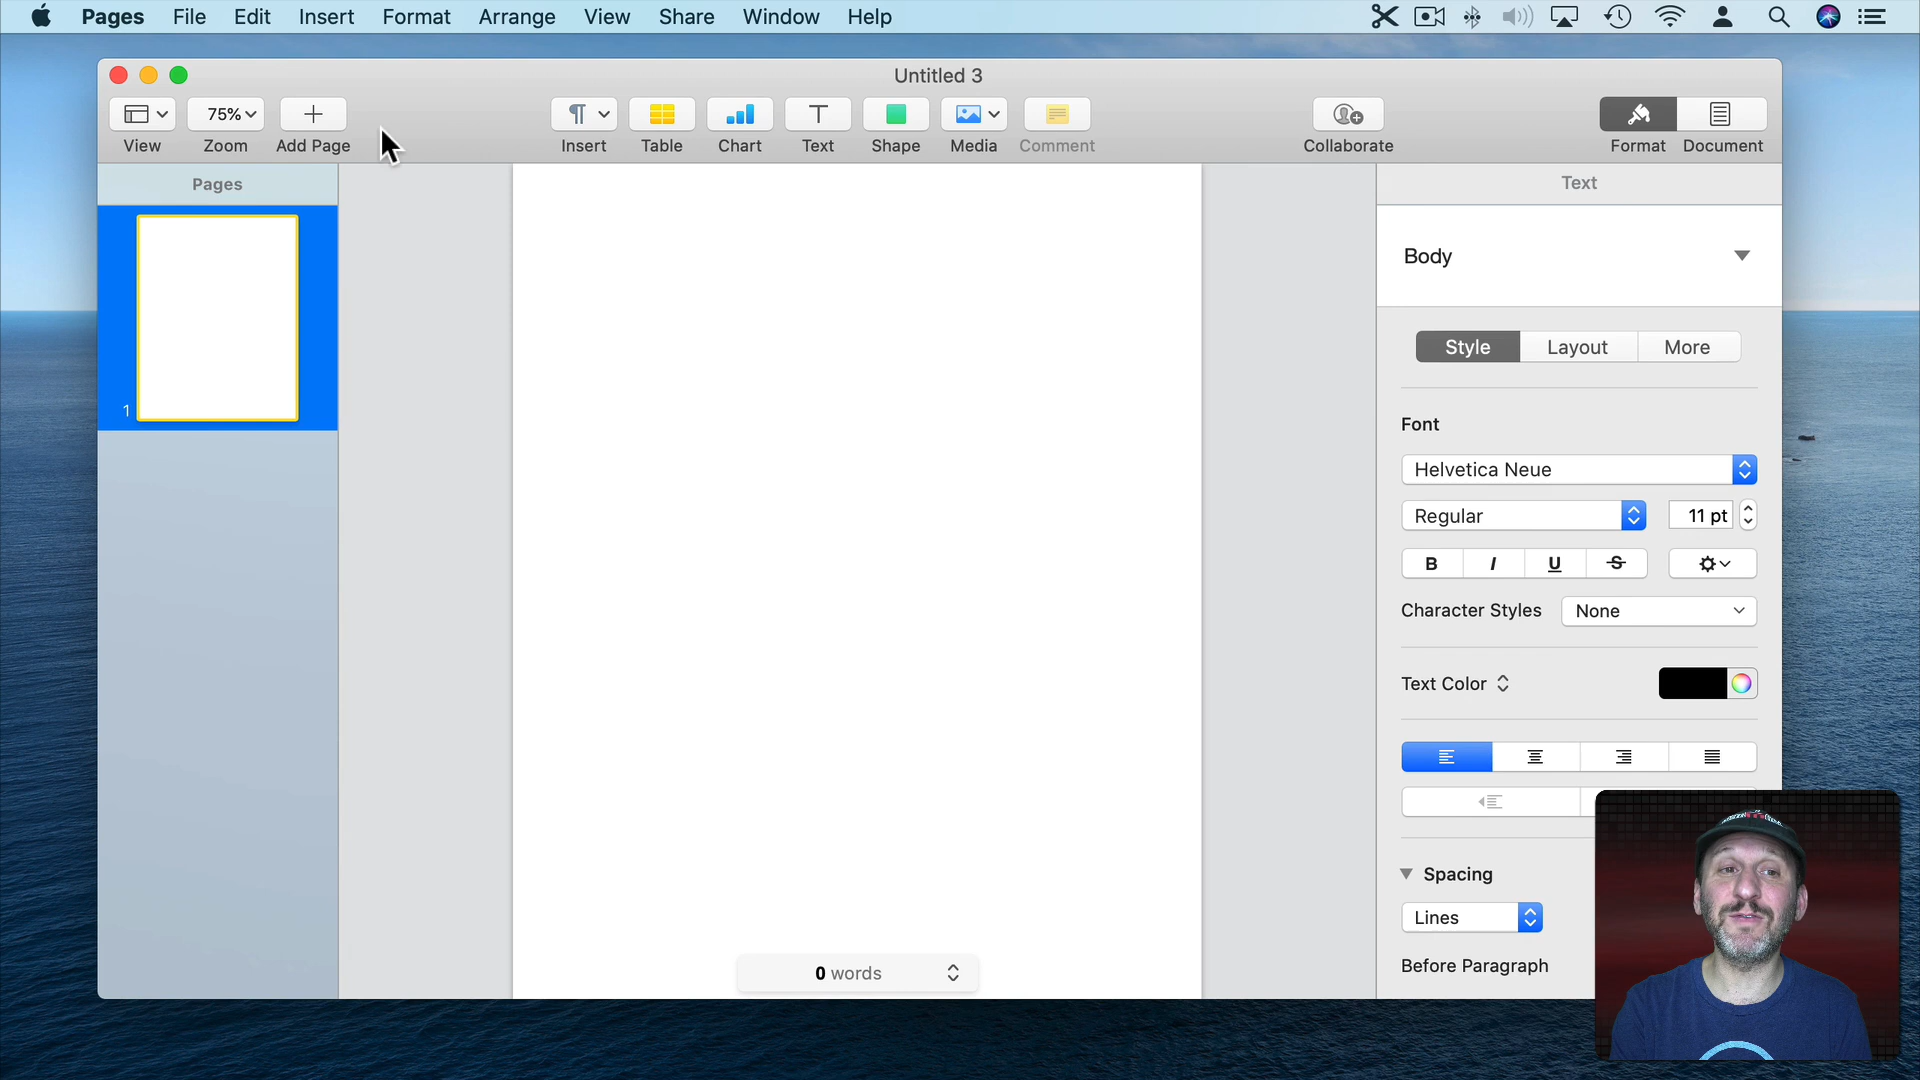 Pages File Edit Insert Format Arrange View Share Window Help
Untitled 3
75%
View Zoom Add Page Insert Table Chart Text Shape Media Comment Collaborate Format Document
Pages
Text
Body
1
Style Layout More
Font
Helvetica Neue
Regular 11 pt
B I U S
Character Styles None
Text Color
Spacing
Lines
Before Paragraph
0 words